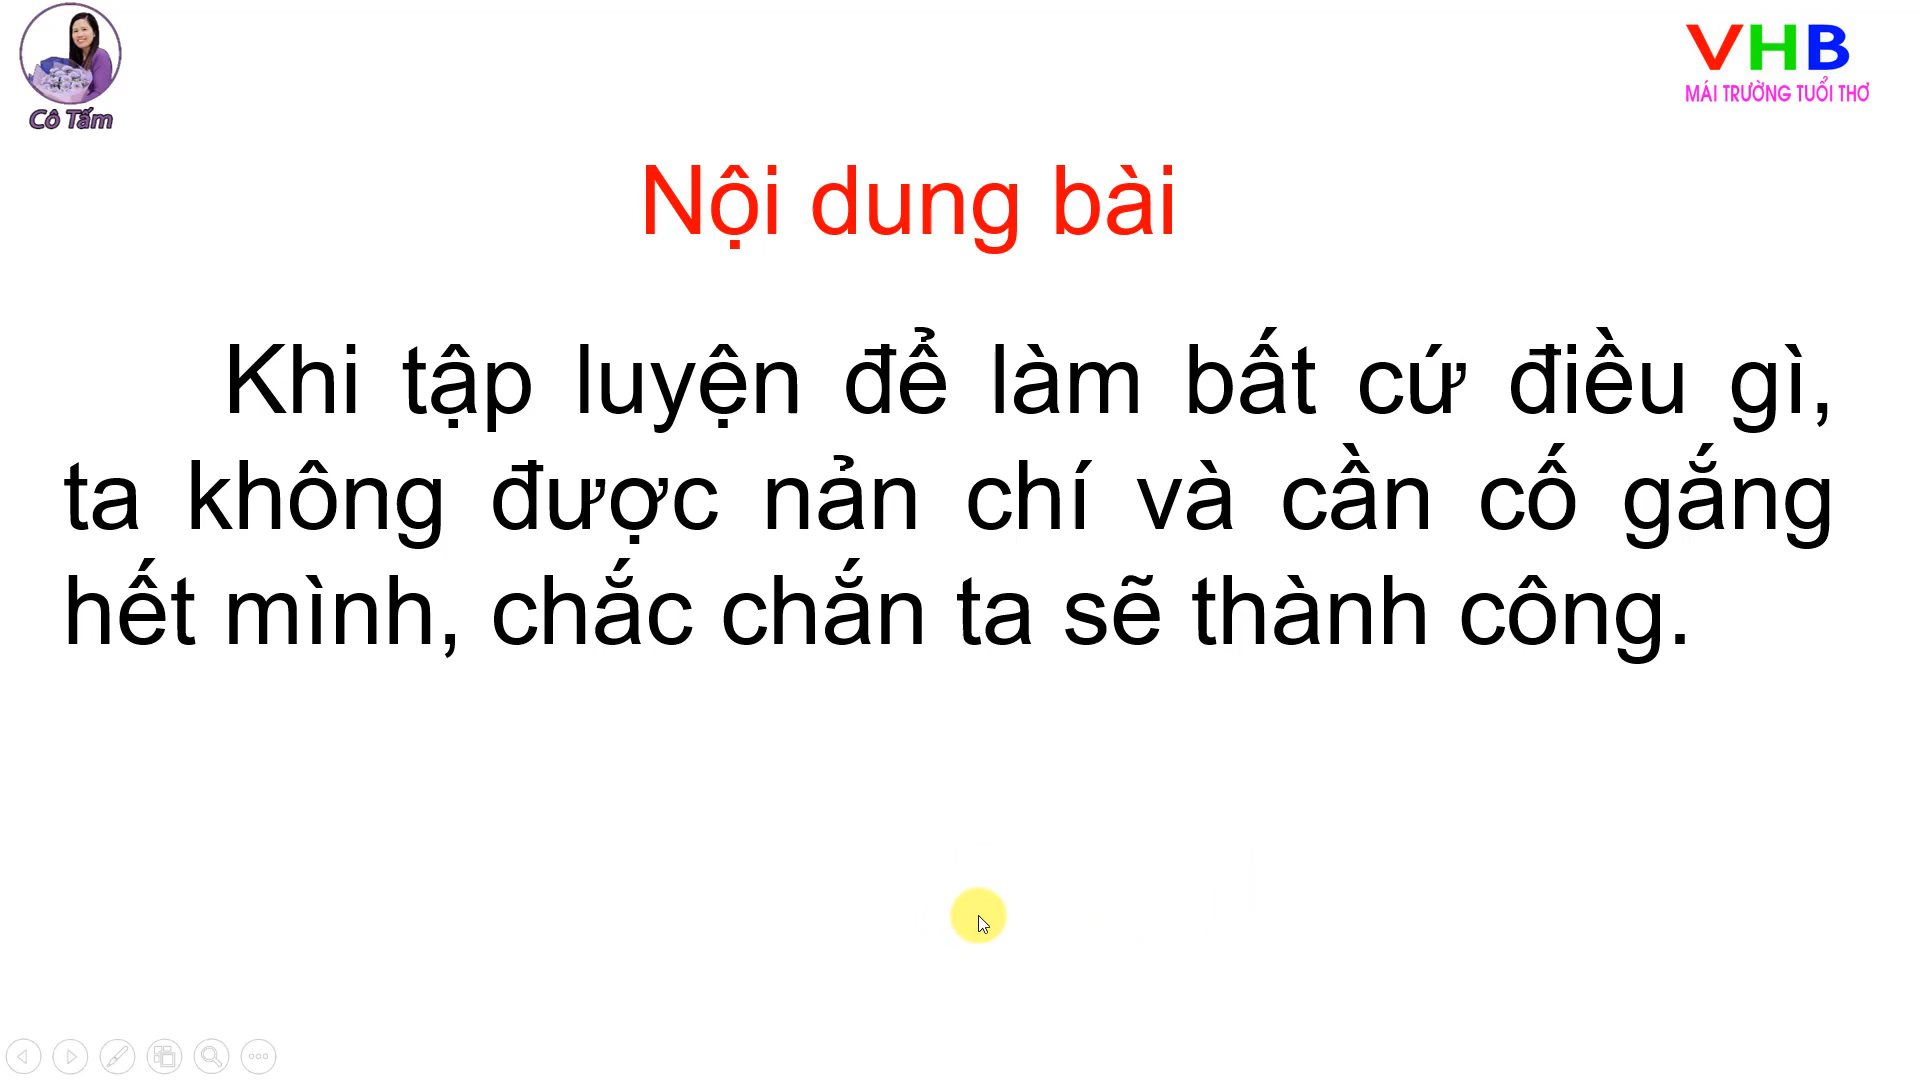 Cô Tấm
VHB
MÁI TRƯỜNG TUỔI THƠ
Nội dung bài
Khi tập luyện để làm bất cứ điều gì,
ta không được nản chí và cần cố gắng
hết mình, chắc chắn ta sẽ thành công.